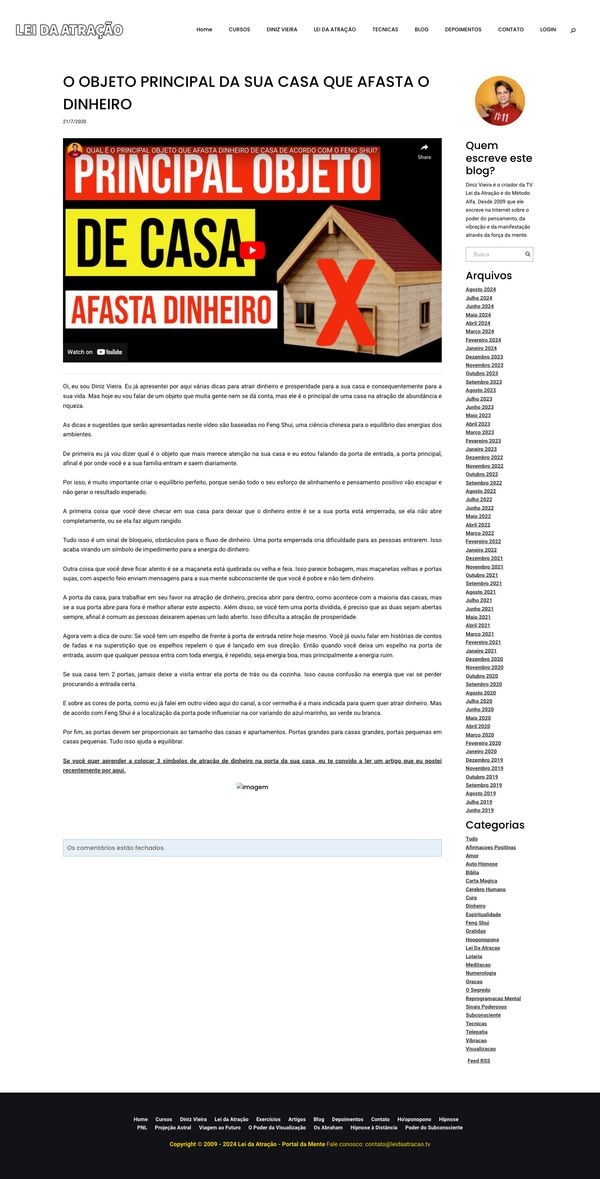 LEI DA ATRAÇÃO
Home CURSOS DINIZ VIEIRA LEI DA ATRAÇÃO TECNICAS BLOG DEPOIMENTOS CONTATO LOGIN
O OBJETO PRINCIPAL DA SUA CASA QUE AFASTA O
DINHEIRO
21/7/2020
QUAL É O PRINCIPAL OBJETO QUE AFASTA DINHEIRO DE CASA DE ACORDO COM O FENG SHUI?
Share
PRINCIPAL OBJETO
DE CASA
AFASTA DINHEIRO
X
Watch on YouTube
Oi, eu sou Diniz Vieira. Eu já apresentei por aqui várias dicas para atrair dinheiro e prosperidade para a sua casa e consequentemente para a
sua vida. Mas hoje eu vou falar de um objeto que muita gente nem se dá conta, mas ele é o principal de uma casa na atração de abundância e
riqueza.
As dicas e sugestões que serão apresentadas neste vídeo são baseadas no Feng Shui, uma ciência chinesa para o equilíbrio das energias dos
ambientes.
De primeira eu já vou dizer qual é o objeto que mais merece atenção na sua casa e eu estou falando da porta de entrada, a porta principal,
afinal é por onde você e a sua família entram e saem diariamente.
Por isso, é muito importante criar o equilíbrio perfeito, porque senão todo o seu esforço de alinhamento e pensamento positivo vão escapar e
não gerar o resultado esperado.
A primeira coisa que você deve checar em sua casa para deixar que o dinheiro entre é se a sua porta está emperrada, se ela não abre
completamente, ou se ela faz algum rangido.
Tudo isso é um sinal de bloqueio, obstáculos para o fluxo de dinheiro. Uma porta emperrada cria dificuldade para as pessoas entrarem. Isso
acaba virando um símbolo de impedimento para a energia do dinheiro.
Outra coisa que você deve ficar atento é se a maçaneta está quebrada ou velha e feia. Isso parece bobagem, mas maçanetas velhas e portas
sujas, com aspecto feio enviam mensagens para a sua mente subconsciente de que você é pobre e não tem dinheiro.
A porta da casa, para trabalhar em seu favor na atração de dinheiro, precisa abrir para dentro, como acontece com a maioria das casas, mas
se a sua porta abre para fora é melhor alterar este aspecto. Além disso, se você tem uma porta dividida, é preciso que as duas sejam abertas
sempre, afinal é comum as pessoas deixarem apenas um lado aberto. Isso dificulta a atração de prosperidade.
Agora vem a dica de ouro: Se você tem um espelho de frente à porta de entrada retire hoje mesmo. Você já ouviu falar em histórias de contos
de fadas e na superstição que os espelhos repelem o que é lançado em sua direção. Então quando você deixa um espelho na porta de
entrada, assim que qualquer pessoa entra com toda energia, é repelido, seja energia boa, mas principalmente a energia ruim.
Se sua casa tem 2 portas, jamais deixe a visita entrar ela porta de trás ou da cozinha. Isso causa confusão na energia que vai se perder
procurando a entrada certa.
E sobre as cores de porta, como eu já falei em outro vídeo aqui do canal, a cor vermelha é a mais indicada para quem quer atrair dinheiro. Mas
de acordo com Feng Shui é a localização da porta pode influenciar na cor variando do azul-marinho, ao verde ou branca.
Por fim, as portas devem ser proporcionais ao tamanho das casas e apartamentos. Portas grandes para casas grandes, portas pequenas em
casas pequenas. Tudo isso ajuda a equilibrar.
Se você quer aprender a colocar 3 símbolos de atração de dinheiro na porta da sua casa, eu te convido a ler um artigo que eu postei
recentemente por aqui.
Imagem
Os comentários estão fechados.
11:11
Quem
escreve este
blog?
Diniz Vieira é o criador da TV
Lei da Atração e do Método
Alfa. Desde 2009 que ele
escreve na Internet sobre o
poder do pensamento, da
vibração e da manifestação
através da força da mente.
Busca
Arquivos
Agosto 2024
Julho 2024
Junho 2024
Maio 2024
Abril 2024
Março 2024
Fevereiro 2024
Janeiro 2024
Dezembro 2023
Novembro 2023
Outubro 2023
Setembro 2023
Agosto 2023
Julho 2023
Junho 2023
Maio 2023
Abril 2023
Março 2023
Fevereiro 2023
Janeiro 2023
Dezembro 2022
Novembro 2022
Outubro 2022
Setembro 2022
Agosto 2022
Julho 2022
Junho 2022
Maio 2022
Abril 2022
Março 2022
Fevereiro 2022
Janeiro 2022
Dezembro 2021
Novembro 2021
Outubro 2021
Setembro 2021
Agosto 2021
Julho 2021
Junho 2021
Maio 2021
Abril 2021
Março 2021
Fevereiro 2021
Janeiro 2021
Dezembro 2020
Novembro 2020
Outubro 2020
Setembro 2020
Agosto 2020
Julho 2020
Junho 2020
Maio 2020
Abril 2020
Março 2020
Fevereiro 2020
Janeiro 2020
Dezembro 2019
Novembro 2019
Outubro 2019
Setembro 2019
Agosto 2019
Julho 2019
Junho 2019
Categorias
Tudo
Afirmacoes Positivas
Amor
Auto Hipnose
Biblia
Carta Magica
Cerebro Humano
Cura
Dinheiro
Espiritualidade
Feng Shui
Gratidao
Hooponopono
Lei Da Atracao
Loteria
Meditacao
Numerologia
Oracao
O Segredo
Reprogramacao Mental
Sinais Poderosos
Subconsciente
Tecnicas
Telepatia
Vibracao
Visualizacao
Feed RSS
Home Cursos Diniz Vieira Lei da Atração Exercícios Artigos Blog Depoimentos Contato Ho'oponopono Hipnose
PNL Projeção Astral Viagem ao Futuro O Poder da Visualização Os Abraham Hipnose à Distância Poder do Subconsciente
Copyright © 2009 - 2024 Lei da Atração - Portal da Mente Fale conosco: contato@leidaatracao.tv